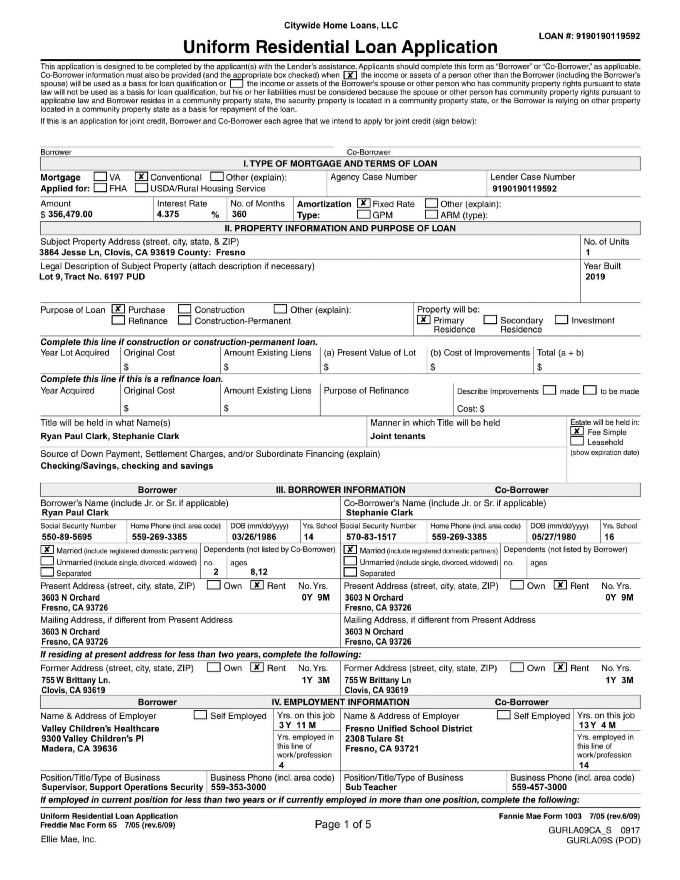 Citywide Home Loans, LLC
LOAN #: 9190190119592
Uniform Residential Loan Application
This application is designed to be completed by the applicant(s) with the Lender's assistance. Applicants should complete this form as "Borrower" or "Co-Borrower," as applicable.
Co-Borrower information must also be provided (and the appropriate box checked) when ☒ the income or assets of a person other than the Borrower (including the Borrower's
spouse) will be used as a basis for loan qualification or ☐ the income or assets of the Borrower's spouse or other person who has community property rights pursuant to state
law will not be used as a basis for loan qualification, but his or her liabilities must be considered because the spouse or other person has community property rights pursuant to
applicable law and Borrower resides in a community property state, the security property is located in a community property state, or the Borrower is relying on other property
located in a community property state as a basis for repayment of the loan.
If this is an application for joint credit, Borrower and Co-Borrower each agree that we intend to apply for joint credit (sign below):
Borrower Co-Borrower
I. TYPE OF MORTGAGE AND TERMS OF LOAN
Mortgage ☐ VA ☒ Conventional ☐ Other (explain): Agency Case Number Lender Case Number
Applied for: ☐ FHA ☐ USDA/Rural Housing Service 9190190119592
Amount Interest Rate No. of Months Amortization ☒ Fixed Rate ☐ Other (explain):
$ 356,479.00 4.375 % 360 Type: ☐ GPM ☐ ARM (type):
II. PROPERTY INFORMATION AND PURPOSE OF LOAN
Subject Property Address (street, city, state, & ZIP) No. of Units
3864 Jesse Ln, Clovis, CA 93619 County: Fresno 1
Legal Description of Subject Property (attach description if necessary) Year Built
Lot 9, Tract No. 6197 PUD 2019
Purpose of Loan ☒ Purchase ☐ Construction ☐ Other (explain): Property will be:
☐ Refinance ☐ Construction-Permanent ☒ Primary Residence ☐ Secondary Residence ☐ Investment
Complete this line if construction or construction-permanent loan.
Year Lot Acquired Original Cost Amount Existing Liens (a) Present Value of Lot (b) Cost of Improvements Total (a + b)
$ $ $ $ $
Complete this line if this is a refinance loan.
Year Acquired Original Cost Amount Existing Liens Purpose of Refinance Describe Improvements ☐ made ☐ to be made
$ $ Cost: $
Title will be held in what Name(s) Manner in which Title will be held Estate will be held in:
Ryan Paul Clark, Stephanie Clark Joint tenants ☒ Fee Simple
☐ Leasehold
(show expiration date)
Source of Down Payment, Settlement Charges, and/or Subordinate Financing (explain)
Checking/Savings, checking and savings
Borrower III. BORROWER INFORMATION Co-Borrower
Borrower's Name (include Jr. or Sr. if applicable) Co-Borrower's Name (include Jr. or Sr. if applicable)
Ryan Paul Clark Stephanie Clark
Social Security Number Home Phone (incl. area code) DOB (mm/dd/yyyy) Yrs. School Social Security Number Home Phone (incl. area code) DOB (mm/dd/yyyy) Yrs. School
550-89-5695 559-269-3385 03/26/1986 14 570-83-1517 559-269-3385 05/27/1980 16
☒ Married (include registered domestic partners) Dependents (not listed by Co-Borrower) ☒ Married (include registered domestic partners) Dependents (not listed by Borrower)
☐ Unmarried (include single, divorced, widowed) no. ages ☐ Unmarried (include single, divorced, widowed) no. ages
☐ Separated 2 8,12 ☐ Separated
Present Address (street, city, state, ZIP) ☐ Own ☒ Rent No. Yrs. Present Address (street, city, state, ZIP) ☐ Own ☒ Rent No. Yrs.
3603 N Orchard 0Y 9M 3603 N Orchard 0Y 9M
Fresno, CA 93726 Fresno, CA 93726
Mailing Address, if different from Present Address Mailing Address, if different from Present Address
3603 N Orchard 3603 N Orchard
Fresno, CA 93726 Fresno, CA 93726
If residing at present address for less than two years, complete the following:
Former Address (street, city, state, ZIP) ☐ Own ☒ Rent No. Yrs. Former Address (street, city, state, ZIP) ☐ Own ☒ Rent No. Yrs.
755 W Brittany Ln. 1Y 3M 755 W Brittany Ln 1Y 3M
Clovis, CA 93619 Clovis, CA 93619
Borrower IV. EMPLOYMENT INFORMATION Co-Borrower
Name & Address of Employer ☐ Self Employed Yrs. on this job Name & Address of Employer ☐ Self Employed Yrs. on this job
3 Y 11 M 13Y 4 M
Valley Children's Healthcare Yrs. employed in this line of work/profession Fresno Unified School District Yrs. employed in this line of work/profession
9300 Valley Children's Pl 2308 Tulare St
Madera, CA 39636 Fresno, CA 93721
4 14
Position/Title/Type of Business Business Phone (incl. area code) Position/Title/Type of Business Business Phone (incl. area code)
Supervisor, Support Operations Security 559-353-3000 Sub Teacher 559-457-3000
If employed in current position for less than two years or if currently employed in more than one position, complete the following:
Uniform Residential Loan Application Fannie Mae Form 1003 7/05 (rev.6/09)
Freddie Mac Form 65 7/05 (rev.6/09) Page 1 of 5
GURLA09CA_S 0917
Ellie Mae, Inc. GURLA09S (POD)